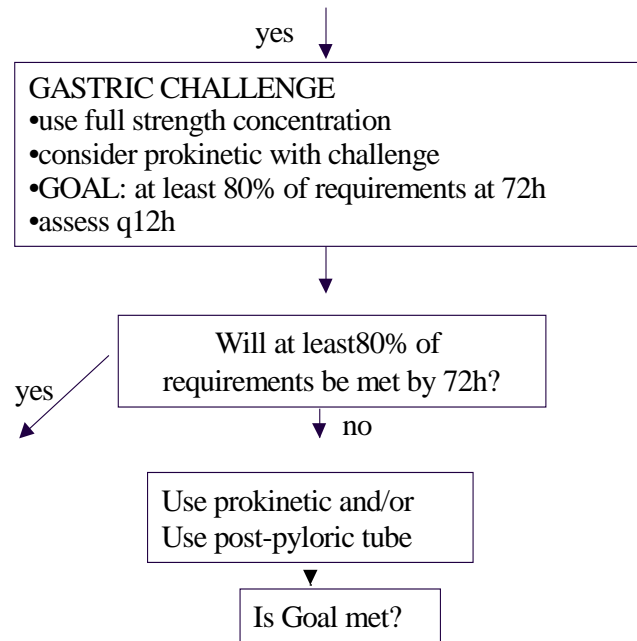 yes
GASTRIC CHALLENGE
•use full strength concentration
•consider prokinetic with challenge
•GOAL: at least 80% of requirements at 72h
•assess q12h
Will at least80% of
requirements be met by 72h?
yes
no
Use prokinetic and/or
Use post-pyloric tube
Is Goal met?